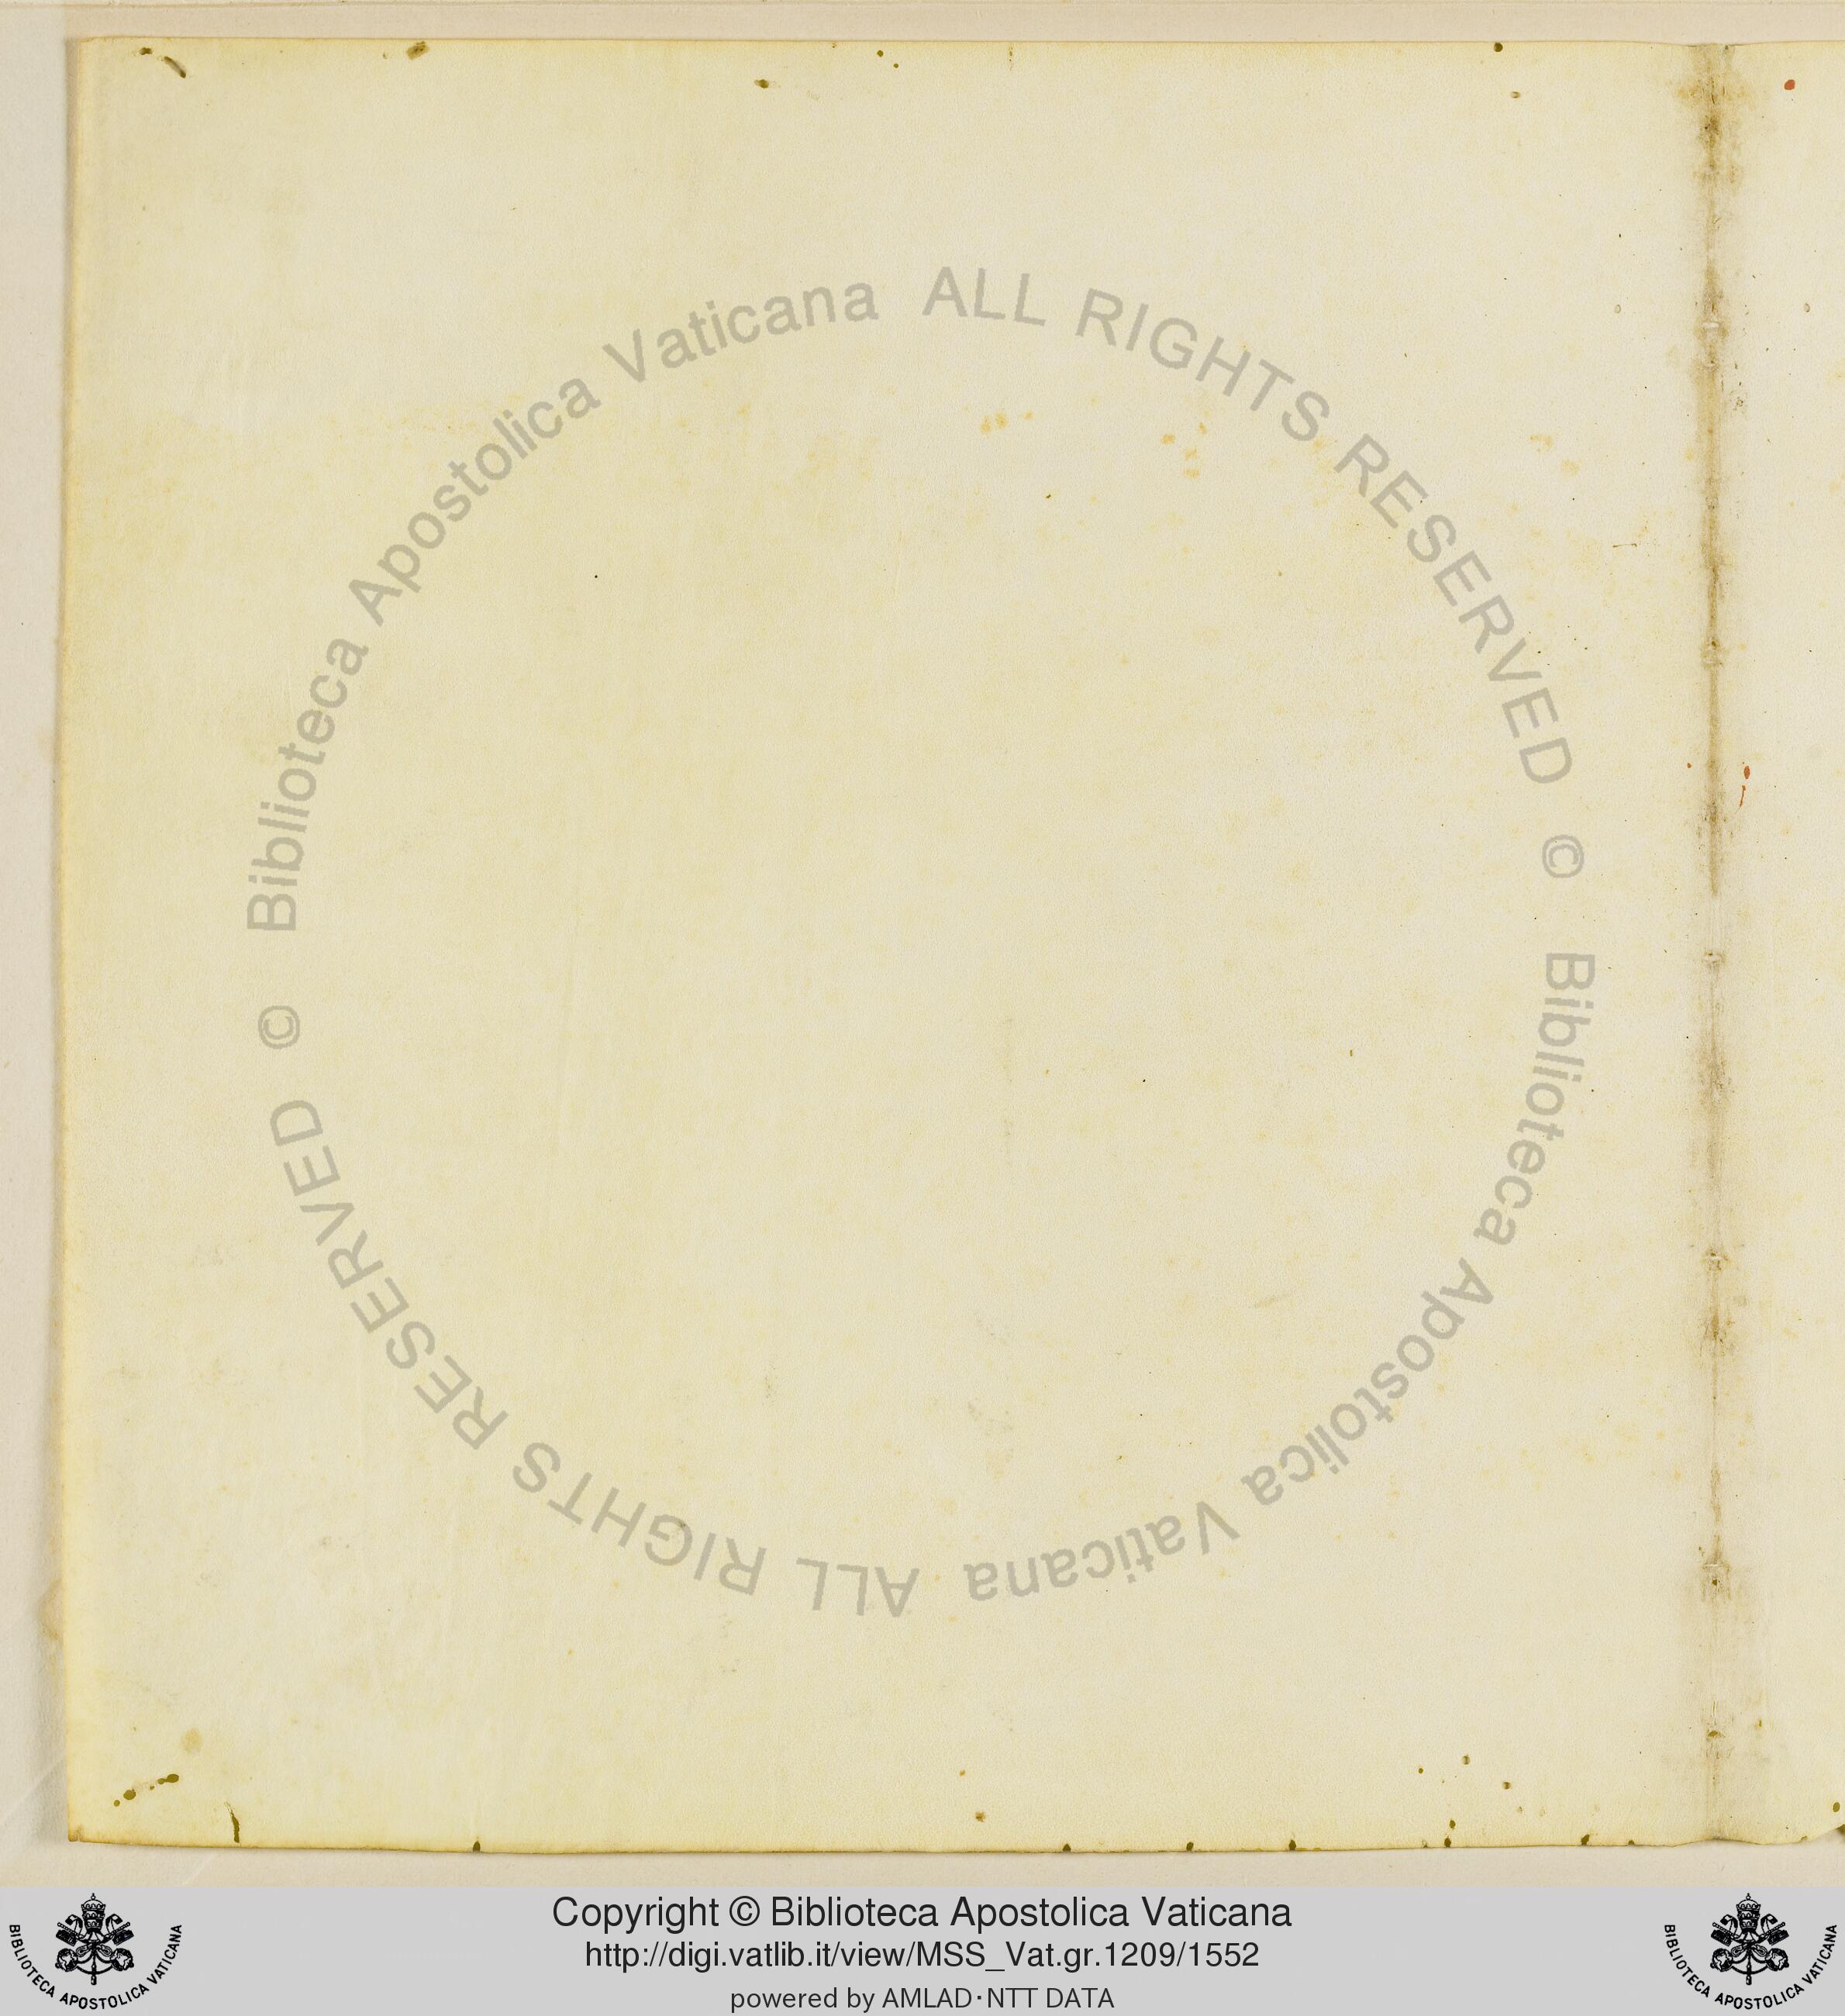 © Biblioteca Apostolica Vaticana ALL RIGHTS RESERVED
© Biblioteca Apostolica Vaticana ALL RIGHTS RESERVED
Copyright © Biblioteca Apostolica Vaticana
http://digi.vatlib.it/view/MSS_Vat.gr.1209/1552
powered by AMLAD·NTT DATA
BIBLIOTECA APOSTOLICA VATICANA
BIBLIOTECA APOSTOLICA VATICANA